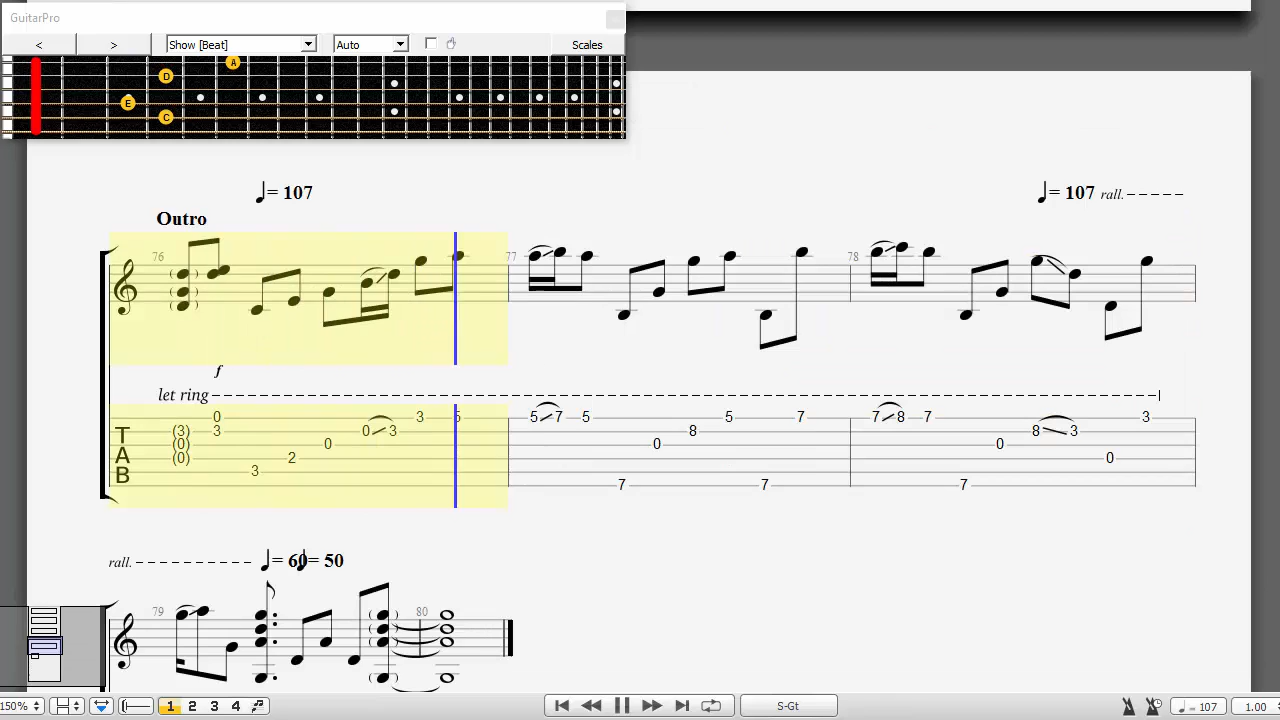 GuitarPro
< > Show [Beat] Auto Scales
A
D
E
C
= 107
= 107 rall.
Outro
76 77 78
f
let ring
0 3 5 5 7 5 5 7 7 8 7 3
T (3) 3 0 3 8 8 3
A (0) 0 0 0
B (0) 2 0
3
7 7 7
rall. = 60 = 50
79 80
150% 1 2 3 4 S-Gt = 107 1.00